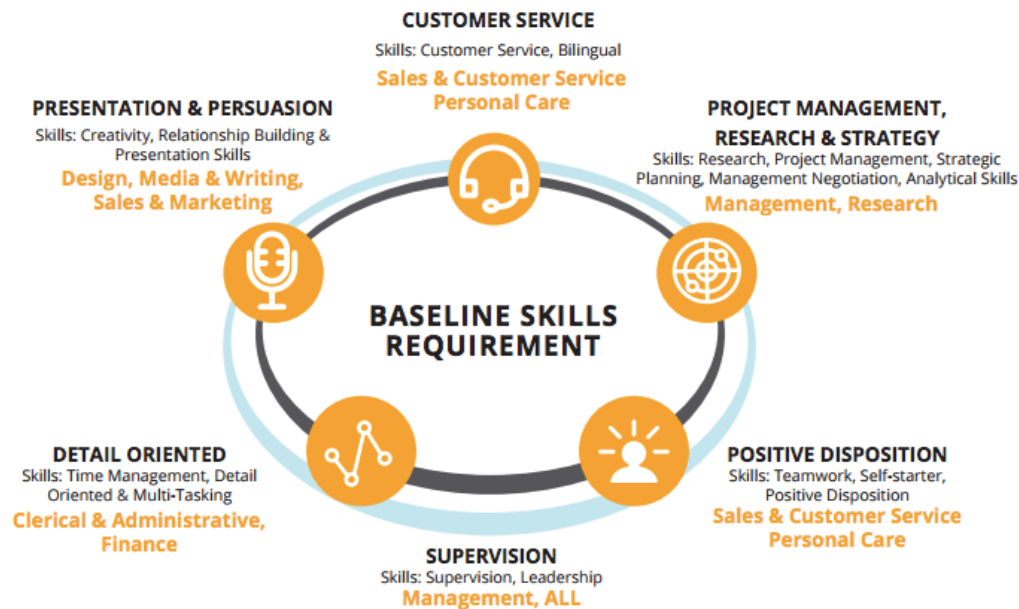 CUSTOMER SERVICE
Skills: Customer Service, Bilingual
Sales & Customer Service
Personal Care
PRESENTATION & PERSUASION
Skills: Creativity, Relationship Building &
Presentation Skills
Design, Media & Writing,
Sales & Marketing
PROJECT MANAGEMENT,
RESEARCH & STRATEGY
Skills: Research, Project Management, Strategic
Planning, Management Negotiation, Analytical Skills
Management, Research
BASELINE SKILLS
REQUIREMENT
DETAIL ORIENTED
Skills: Time Management, Detail
Oriented & Multi-Tasking
Clerical & Administrative,
Finance
POSITIVE DISPOSITION
Skills: Teamwork, Self-starter,
Positive Disposition
Sales & Customer Service
Personal Care
SUPERVISION
Skills: Supervision, Leadership
Management, ALL